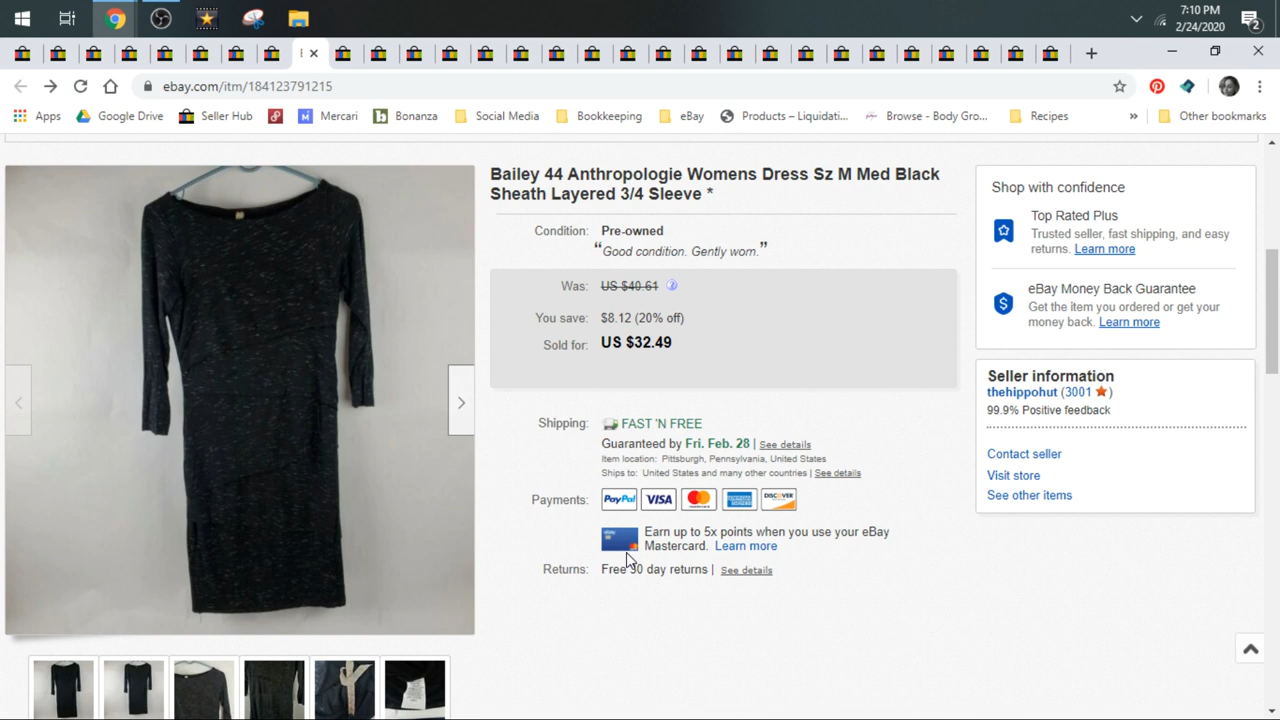 7:10 PM
2/24/2020
2
ebay.com/itm/184123791215
Apps
Google Drive
Seller Hub
Mercari
Bonanza
Social Media
Bookkeeping
eBay
Products – Liquidati...
Browse - Body Gro...
Recipes
»
Other bookmarks
Bailey 44 Anthropologie Womens Dress Sz M Med Black
Sheath Layered 3/4 Sleeve *
Condition: Pre-owned
“Good condition. Gently worn.”
Was: US $40.61
You save: $8.12 (20% off)
Sold for: US $32.49
Shipping: FAST 'N FREE
Guaranteed by Fri. Feb. 28 | See details
Item location: Pittsburgh, Pennsylvania, United States
Ships to: United States and many other countries | See details
Payments: PayPal VISA MasterCard AMERICAN EXPRESS DISCOVER
Earn up to 5x points when you use your eBay
Mastercard. Learn more
Returns: Free 30 day returns | See details
Shop with confidence
Top Rated Plus
Trusted seller, fast shipping, and easy
returns. Learn more
eBay Money Back Guarantee
Get the item you ordered or get your
money back. Learn more
Seller information
thehippohut (3001 )
99.9% Positive feedback
Contact seller
Visit store
See other items